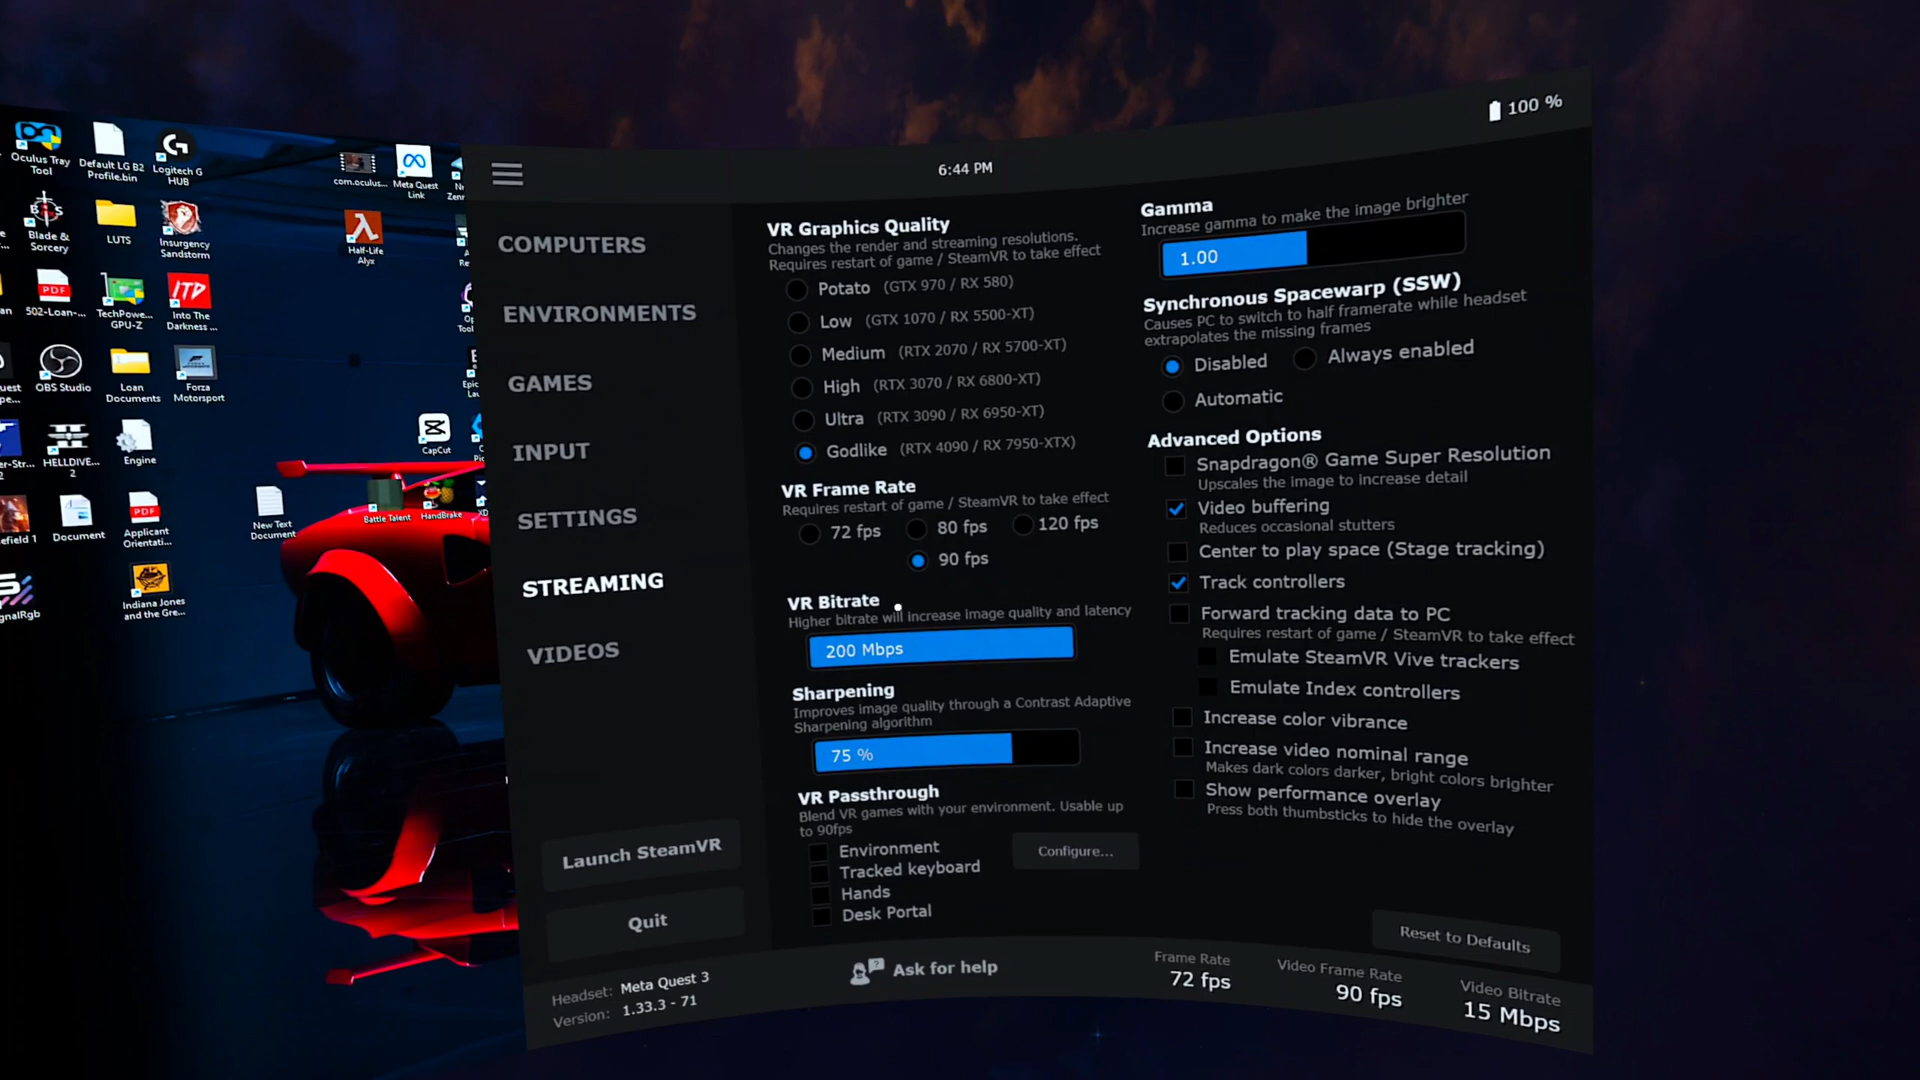 Oculus Tray
Tool
Default LG B2
Profile.bin
Logitech G
HUB
com.oculus...
Meta Quest
Link
Blade &
Sorcery
LUTS
Insurgency
Sandstorm
Half-Life
Alyx
PDF
502-Loan-...
TechPowe...
GPU-Z
ITD
Into The
Darkness ...
OBS Studio
Loan
Documents
Forza
Motorsport
HELLDIVE...
2
Engine
CapCut
Document
PDF
Applicant
Orientati...
New Text
Document
Battle Talent
HandBrake
Indiana Jones
and the Gre...
6:44 PM
100 %
COMPUTERS
ENVIRONMENTS
GAMES
INPUT
SETTINGS
STREAMING
VIDEOS
Launch SteamVR
Quit
VR Graphics Quality
Changes the render and streaming resolutions.
Requires restart of game / SteamVR to take effect
Potato (GTX 970 / RX 580)
Low (GTX 1070 / RX 5500-XT)
Medium (RTX 2070 / RX 5700-XT)
High (RTX 3070 / RX 6800-XT)
Ultra (RTX 3090 / RX 6950-XT)
Godlike (RTX 4090 / RX 7950-XTX)
VR Frame Rate
Requires restart of game / SteamVR to take effect
72 fps 80 fps 120 fps
90 fps
VR Bitrate
Higher bitrate will increase image quality and latency
200 Mbps
Sharpening
Improves image quality through a Contrast Adaptive
Sharpening algorithm
75 %
VR Passthrough
Blend VR games with your environment. Usable up
to 90fps
Environment
Tracked keyboard
Hands
Desk Portal
Configure...
Gamma
Increase gamma to make the image brighter
1.00
Synchronous Spacewarp (SSW)
Causes PC to switch to half framerate while headset
extrapolates the missing frames
Disabled Always enabled
Automatic
Advanced Options
Snapdragon® Game Super Resolution
Upscales the image to increase detail
Video buffering
Reduces occasional stutters
Center to play space (Stage tracking)
Track controllers
Forward tracking data to PC
Requires restart of game / SteamVR to take effect
Emulate SteamVR Vive trackers
Emulate Index controllers
Increase color vibrance
Increase video nominal range
Makes dark colors darker, bright colors brighter
Show performance overlay
Press both thumbsticks to hide the overlay
Reset to Defaults
Headset: Meta Quest 3
Version: 1.33.3 - 71
Ask for help
Frame Rate
72 fps
Video Frame Rate
90 fps
Video Bitrate
15 Mbps